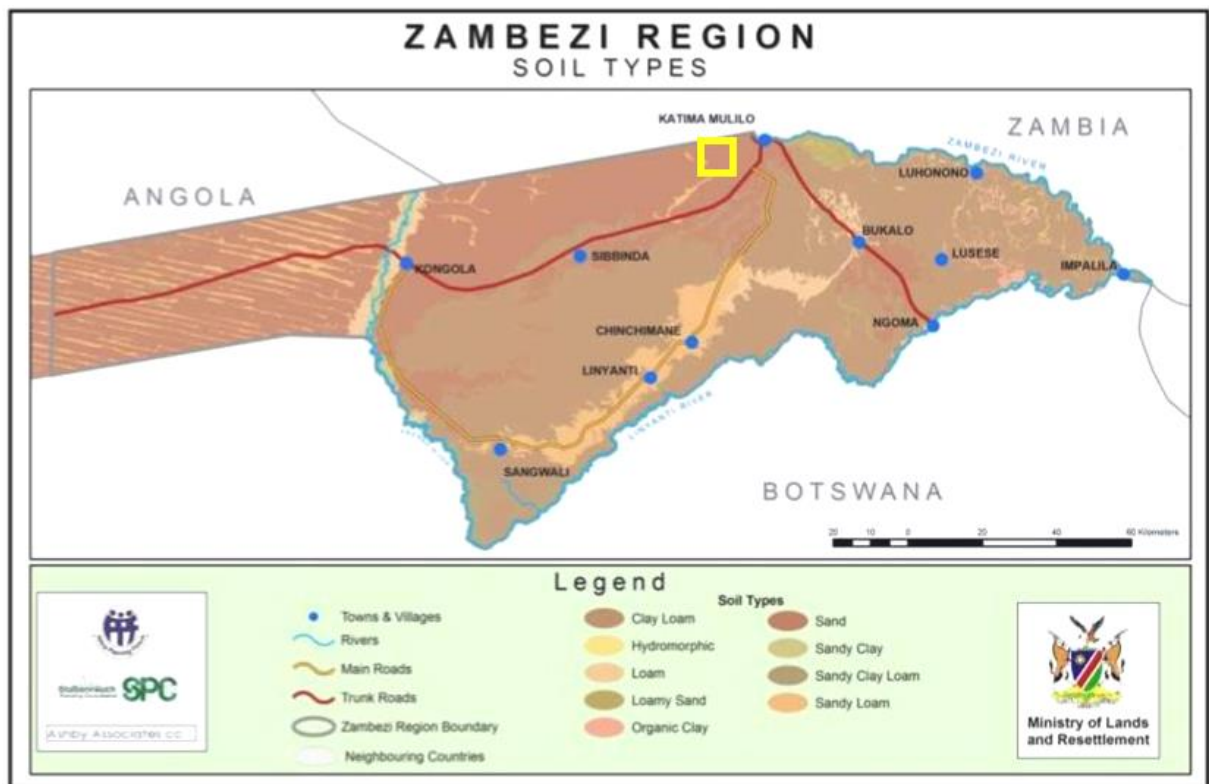 ZAMBEZI REGION
SOIL TYPES
KATIMA MULILO
ZAMBIA
ZAMBEZI RIVER
LUHONONO
ANGOLA
BUKALO
LUSESE
SIBBINDA
KONGOLA
IMPALILA
NGOMA
CHINCHIMANE
LINYANTI
LINYANTI RIVER
SANGWALI
BOTSWANA
20 10 0 20 40 60 Kilometers
Legend
Soil Types
Towns & Villages
Rivers
Main Roads
Trunk Roads
Zambezi Region Boundary
Neighbouring Countries
Clay Loam
Hydromorphic
Loam
Loamy Sand
Organic Clay
Sand
Sandy Clay
Sandy Clay Loam
Sandy Loam
SPC
Ashby Associates cc
Ministry of Lands
and Resettlement